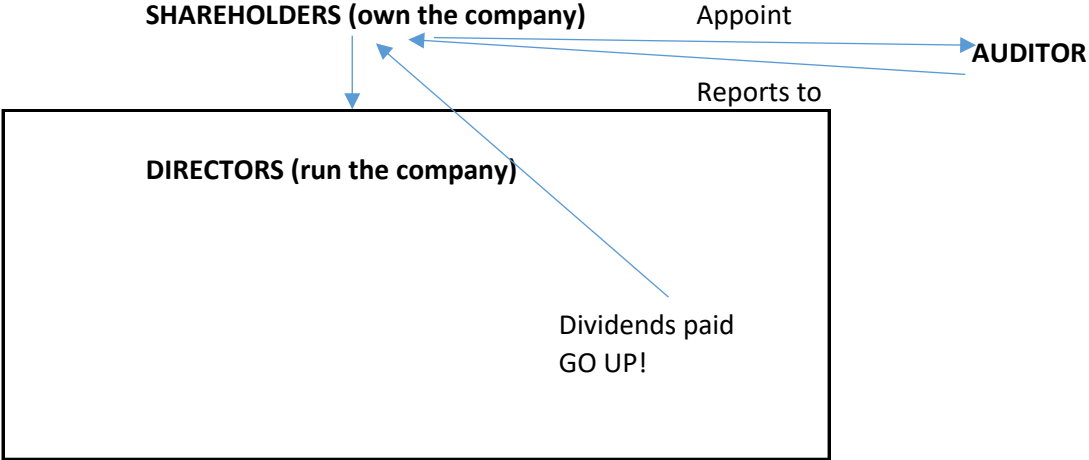 SHAREHOLDERS (own the company)
Appoint
AUDITOR
Reports to
DIRECTORS (run the company)
Dividends paid
GO UP!